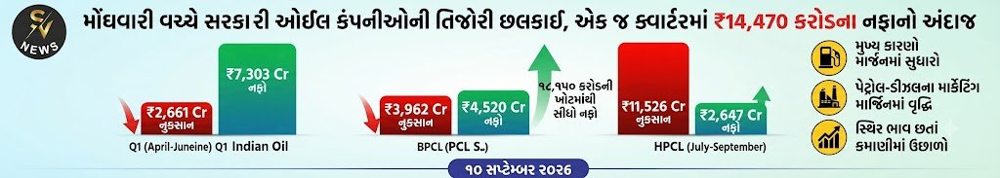 SV
NEWS
મોંઘવારી વચ્ચે સરકારી ઓઈલ કંપનીઓની તિજોરી છલકાઈ, એક જ ક્વાર્ટરમાં ₹14,470 કરોડના નફાનો અંદાજ
₹2,661 Cr
નુકસાન
₹7,303 Cr
નફો
Q1 (April-Juneine) Q1 Indian Oil
₹3,962 Cr
નુકસાન
₹4,520 Cr
નફો
૧૮,૧૫૦ કરોડની
ખોટમાંથી
સીધો નફો
BPCL (PCL S..)
₹11,526 Cr
નુકસાન
₹2,647 Cr
નફો
HPCL (July-September)
મુખ્ય કારણો
માર્જનમાં સુધારો
પેટ્રોલ-ડીઝલના માર્કેટિંગ
માર્જિનમાં વૃદ્ધિ
સ્થિર ભાવ છતાં
કમાણીમાં ઉછાળો
૧૦ સપ્ટેમ્બર ૨૦26